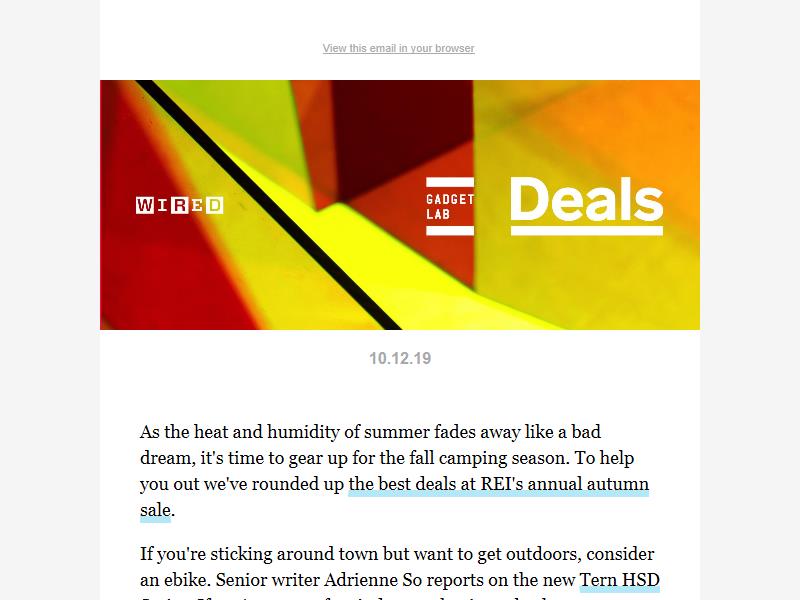 View this email in your browser
WIRED
GADGET
LAB
Deals
10.12.19
As the heat and humidity of summer fades away like a bad
dream, it's time to gear up for the fall camping season. To help
you out we've rounded up the best deals at REI's annual autumn
sale.
If you're sticking around town but want to get outdoors, consider
an ebike. Senior writer Adrienne So reports on the new Tern HSD